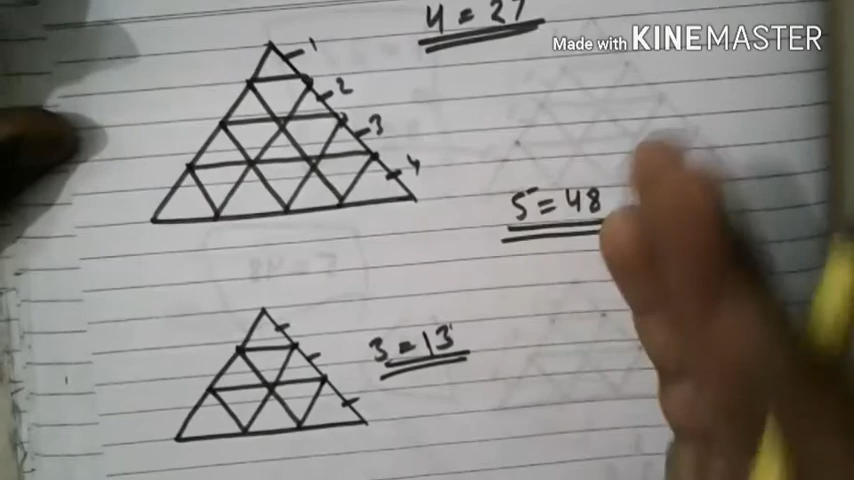 4 = 27
Made with KINEMASTER
1
2
3
4
5 = 48
3 = 13